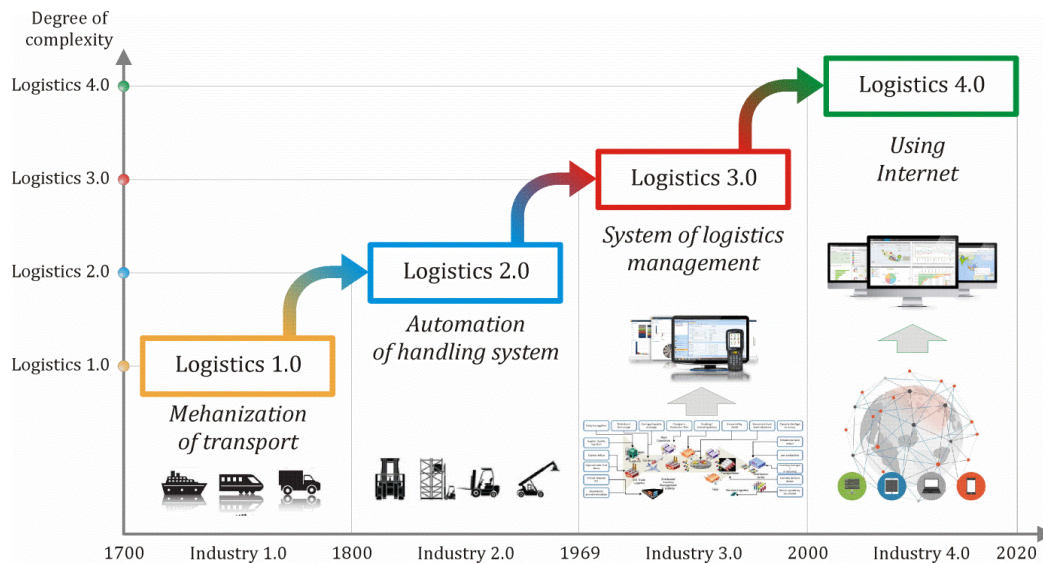 Degree of
complexity
Logistics 4.0
Logistics 3.0
Logistics 2.0
Logistics 1.0
Logistics 1.0
Mehanization
of transport
Logistics 2.0
Automation
of handling system
Logistics 3.0
System of logistics
management
Logistics 4.0
Using
Internet
1700
Industry 1.0
1800
Industry 2.0
1969
Industry 3.0
2000
Industry 4.0
2020